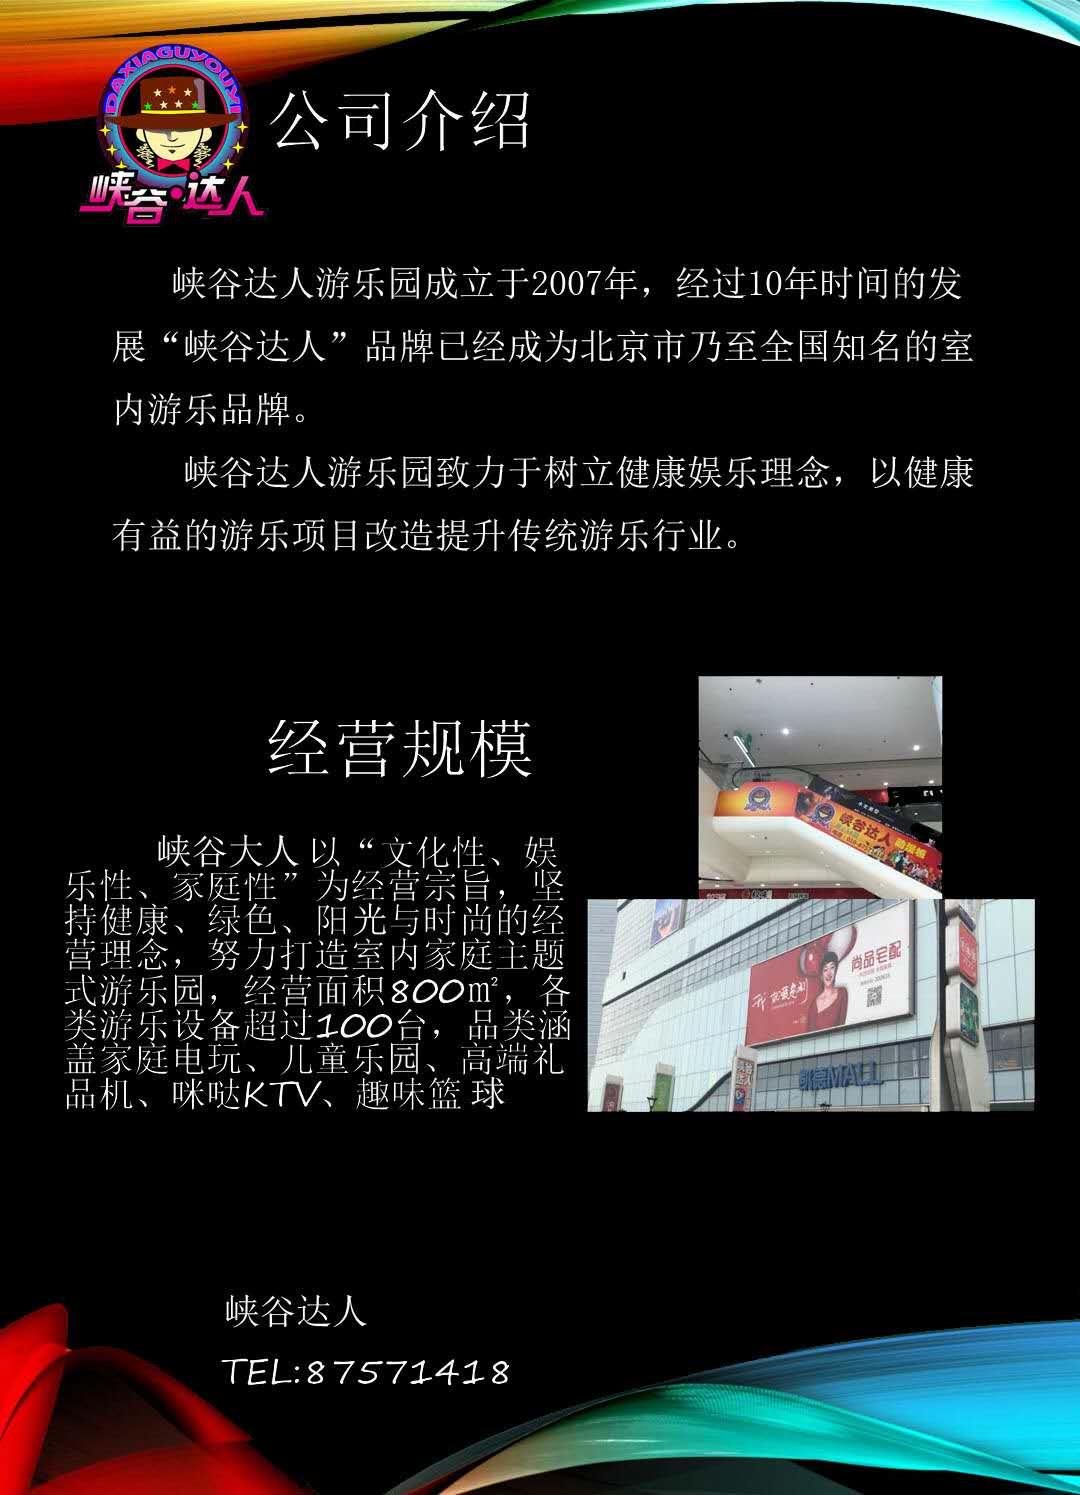 DAXIAGUYOUYI
峡谷·达人
公司介绍
峡谷达人游乐园成立于2007年，经过10年时间的发
展“峡谷达人”品牌已经成为北京市乃至全国知名的室
内游乐品牌。
峡谷达人游乐园致力于树立健康娱乐理念，以健康
有益的游乐项目改造提升传统游乐行业。
经营规模
峡谷大人 以“文化性、娱
乐性、家庭性”为经营宗旨，坚
持健康、绿色、阳光与时尚的经
营理念，努力打造室内家庭主题
式游乐园，经营面积800㎡，各
类游乐设备超过100台，品类涵
盖家庭电玩、儿童乐园、高端礼
品机、咪哒KTV、趣味篮 球
峡谷达人
尚品宅配
凯德MALL
峡谷达人
TEL:87571418